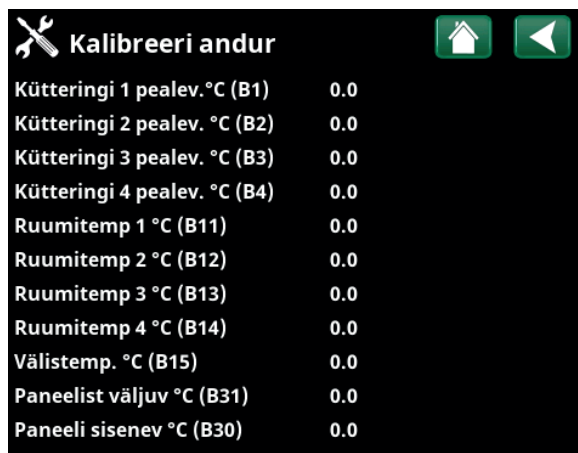 Kalibreeri andur
Kütteringi 1 pealev.°C (B1) 0.0
Kütteringi 2 pealev. °C (B2) 0.0
Kütteringi 3 pealev. °C (B3) 0.0
Kütteringi 4 pealev. °C (B4) 0.0
Ruumitemp 1 °C (B11) 0.0
Ruumitemp 2 °C (B12) 0.0
Ruumitemp 3 °C (B13) 0.0
Ruumitemp 4 °C (B14) 0.0
Välistemp. °C (B15) 0.0
Paneelist väljuv °C (B31) 0.0
Paneeli sisenev °C (B30) 0.0